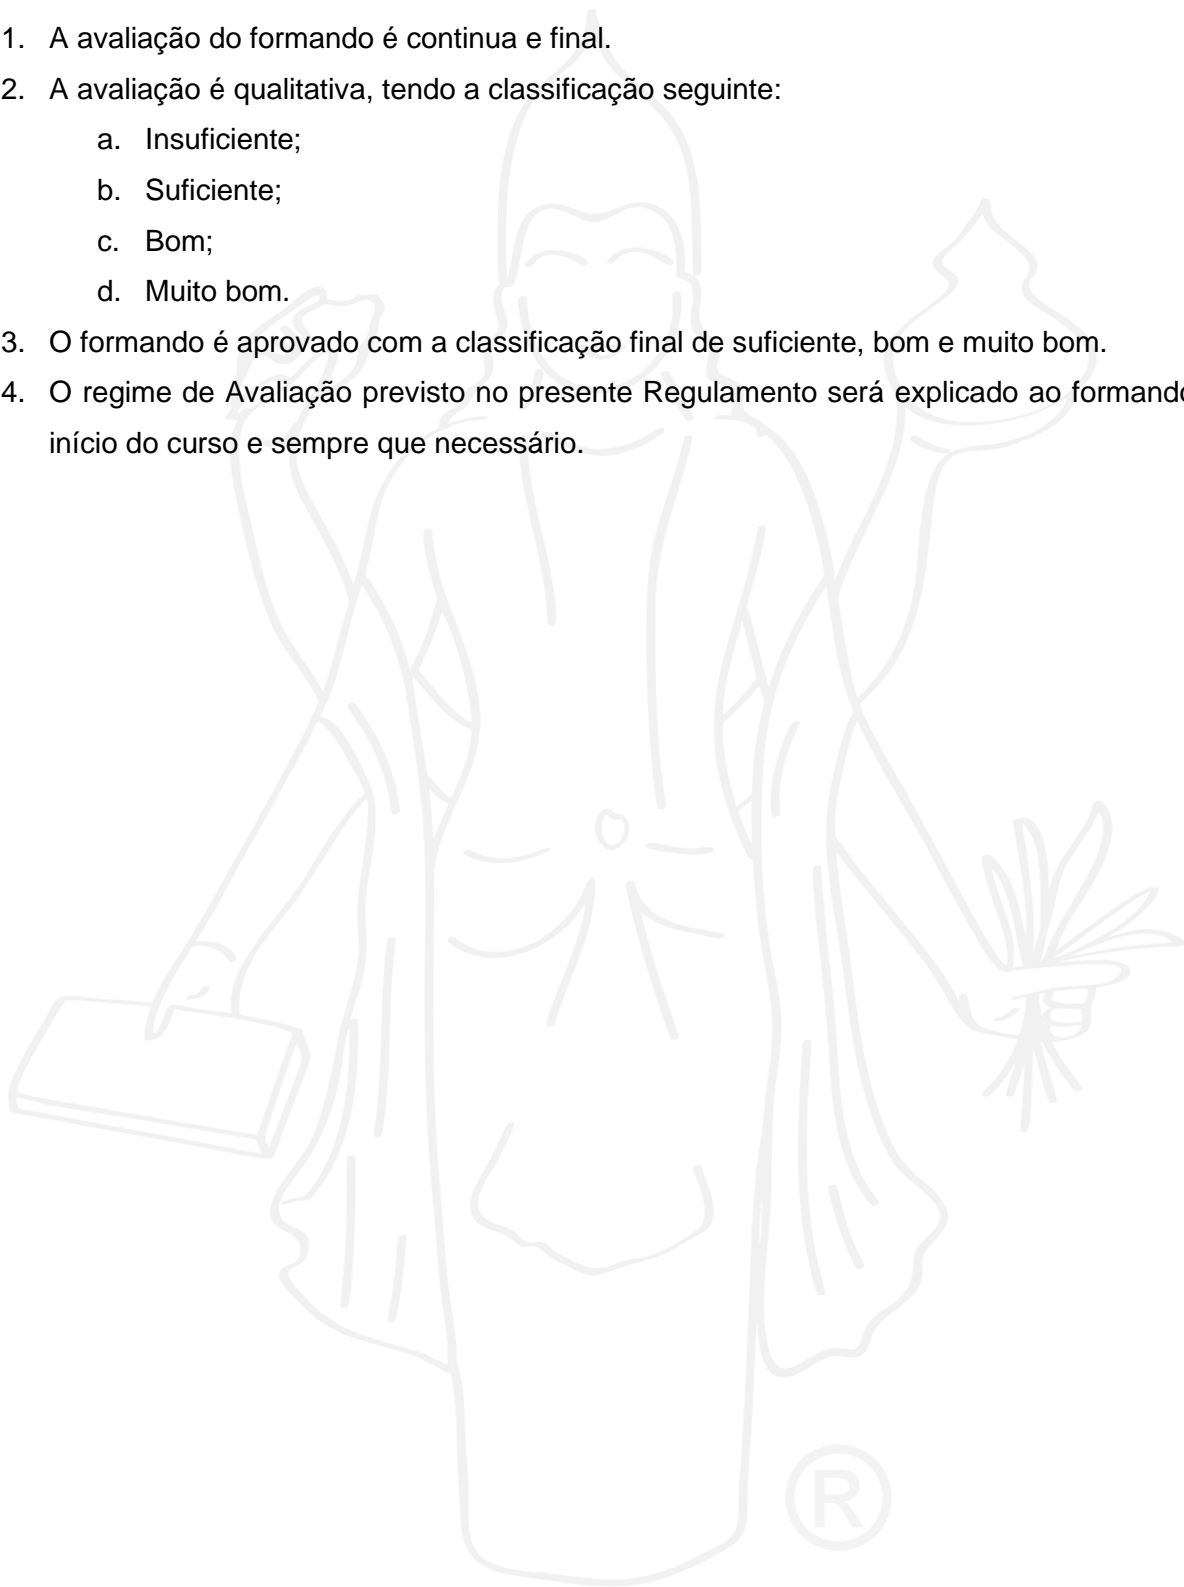 1. A avaliação do formando é continua e final.
2. A avaliação é qualitativa, tendo a classificação seguinte:
a. Insuficiente;
b. Suficiente;
c. Bom;
d. Muito bom.
3. O formando é aprovado com a classificação final de suficiente, bom e muito bom.
4. O regime de Avaliação previsto no presente Regulamento será explicado ao formando
início do curso e sempre que necessário.
®